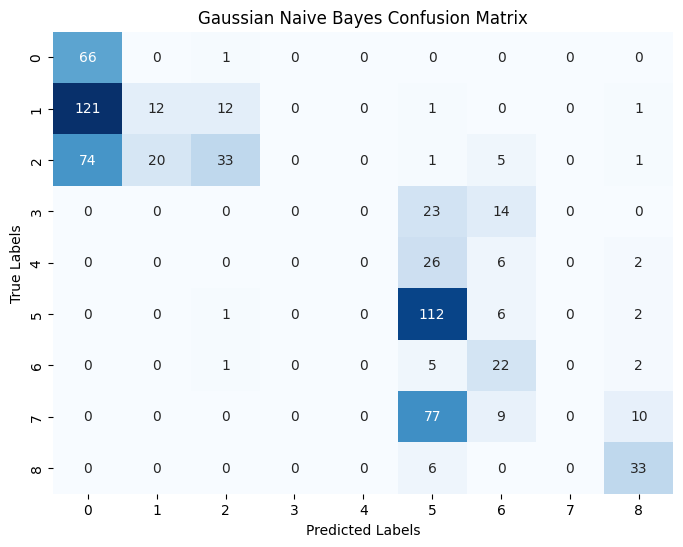 Gaussian Naive Bayes Confusion Matrix
True Labels
0 66 0 1 0 0 0 0 0 0
1 121 12 12 0 0 1 0 0 1
2 74 20 33 0 0 1 5 0 1
3 0 0 0 0 0 23 14 0 0
4 0 0 0 0 0 26 6 0 2
5 0 0 1 0 0 112 6 0 2
6 0 0 1 0 0 5 22 0 2
7 0 0 0 0 0 77 9 0 10
8 0 0 0 0 0 6 0 0 33
0 1 2 3 4 5 6 7 8
Predicted Labels